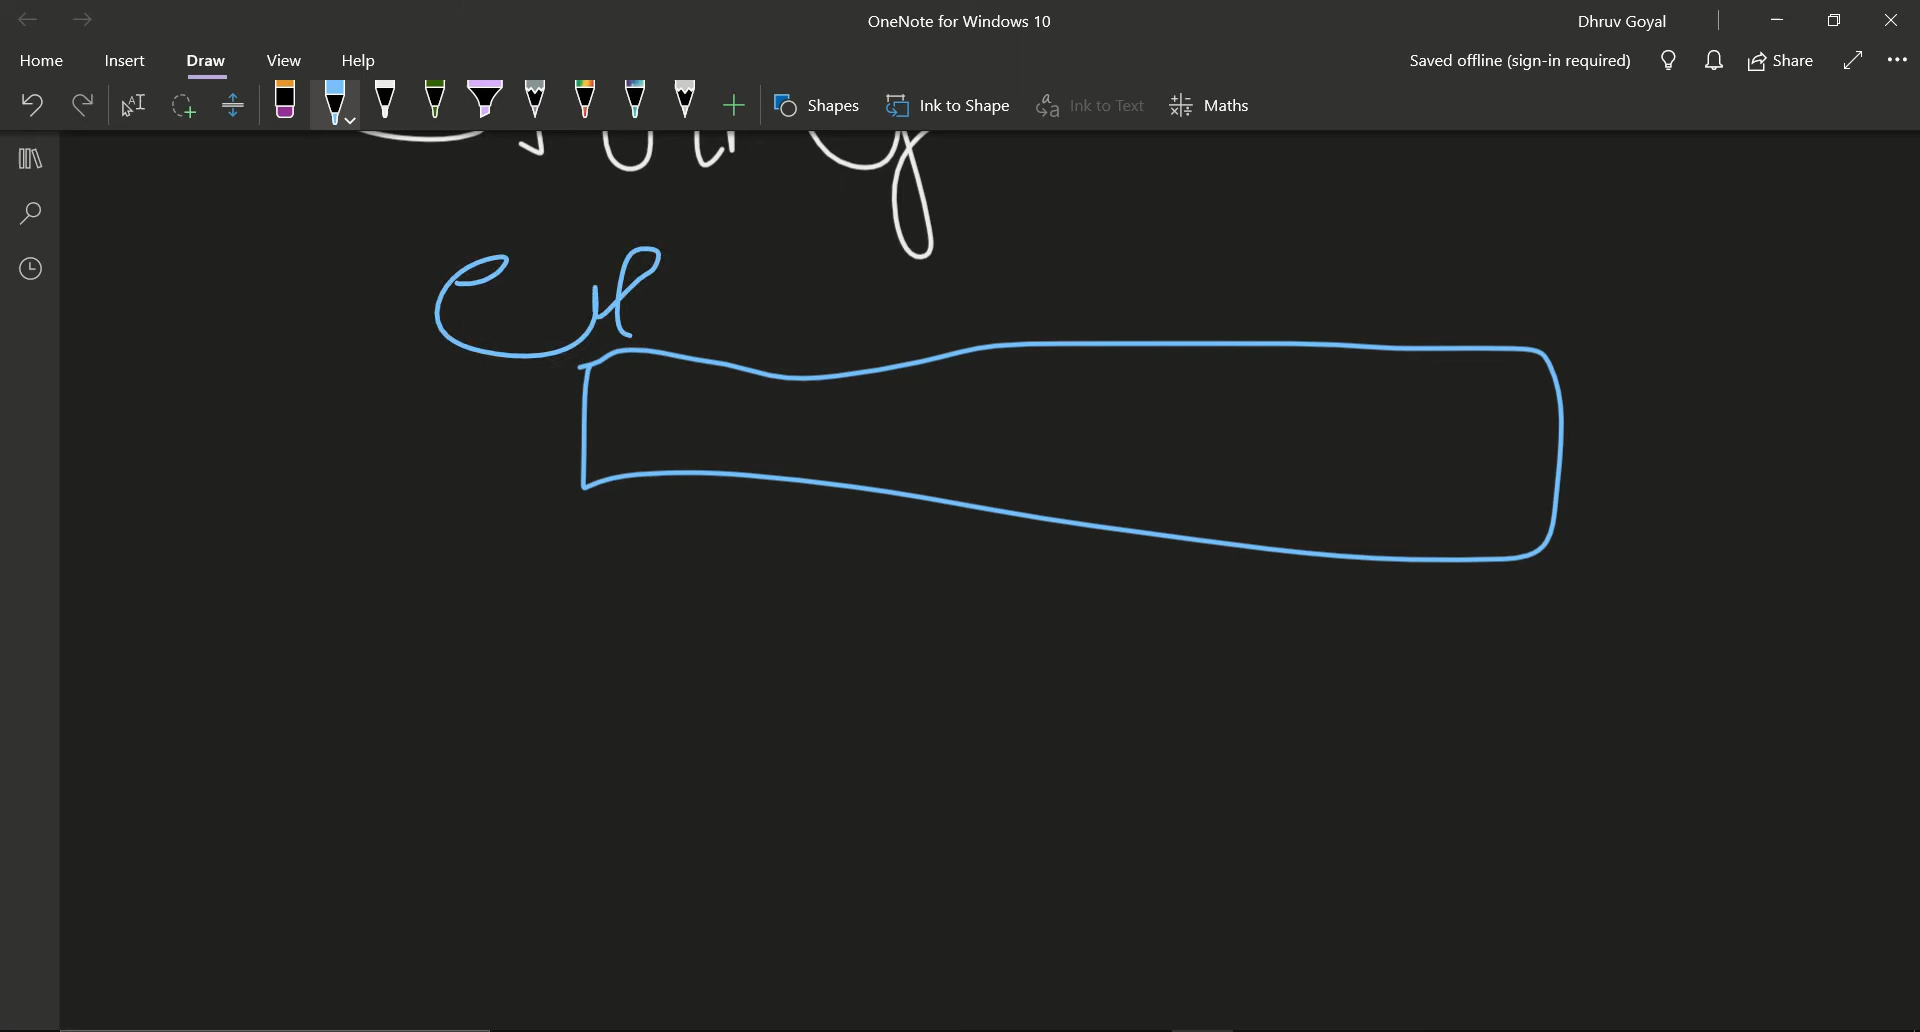 OneNote for Windows 10
Dhruv Goyal
Home Insert Draw View Help
Saved offline (sign-in required) Share
Shapes Ink to Shape Ink to Text Maths